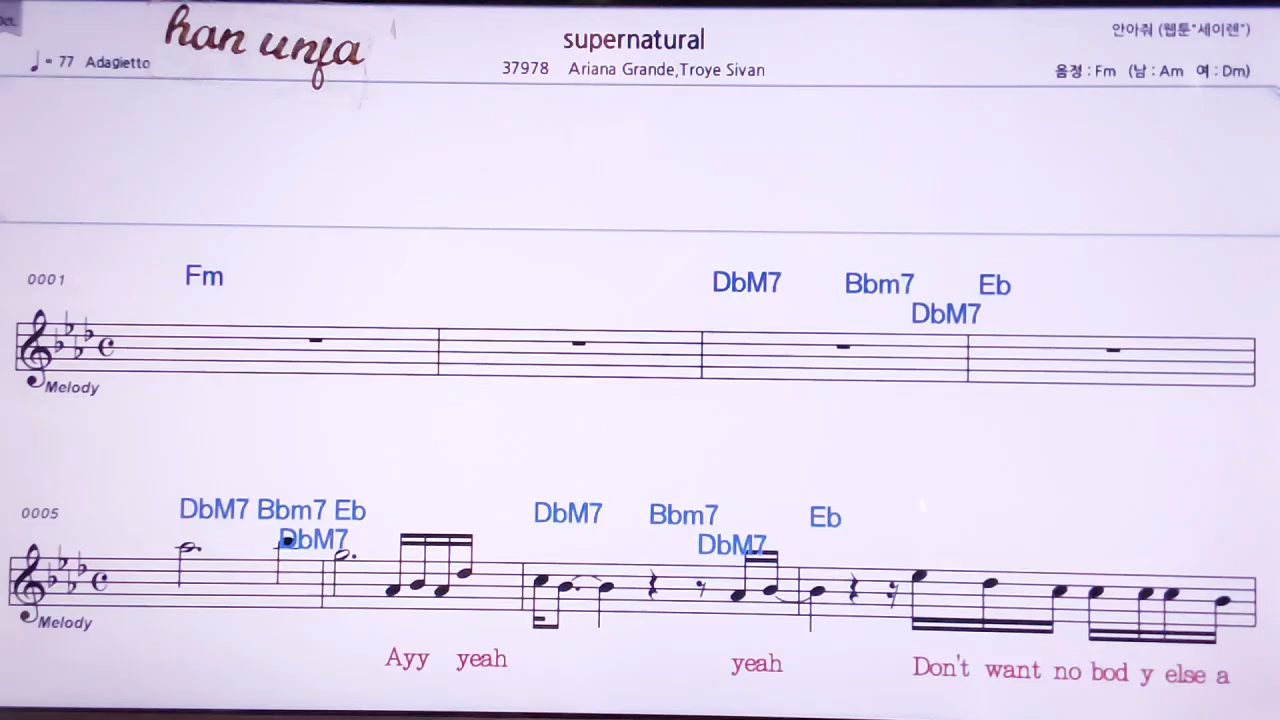 han unfa
supernatural
안아줘 (웹툰"세이렌")
♩= 77 Adagietto
37978 Ariana Grande,Troye Sivan
음정 : Fm (남 : Am 여 : Dm)
0001 Fm DbM7 Bbm7 Eb
DbM7
Melody
0005 DbM7 Bbm7 Eb DbM7 Bbm7 Eb
DbM7 DbM7
Melody
Ayy yeah yeah Don't want no bod y else a